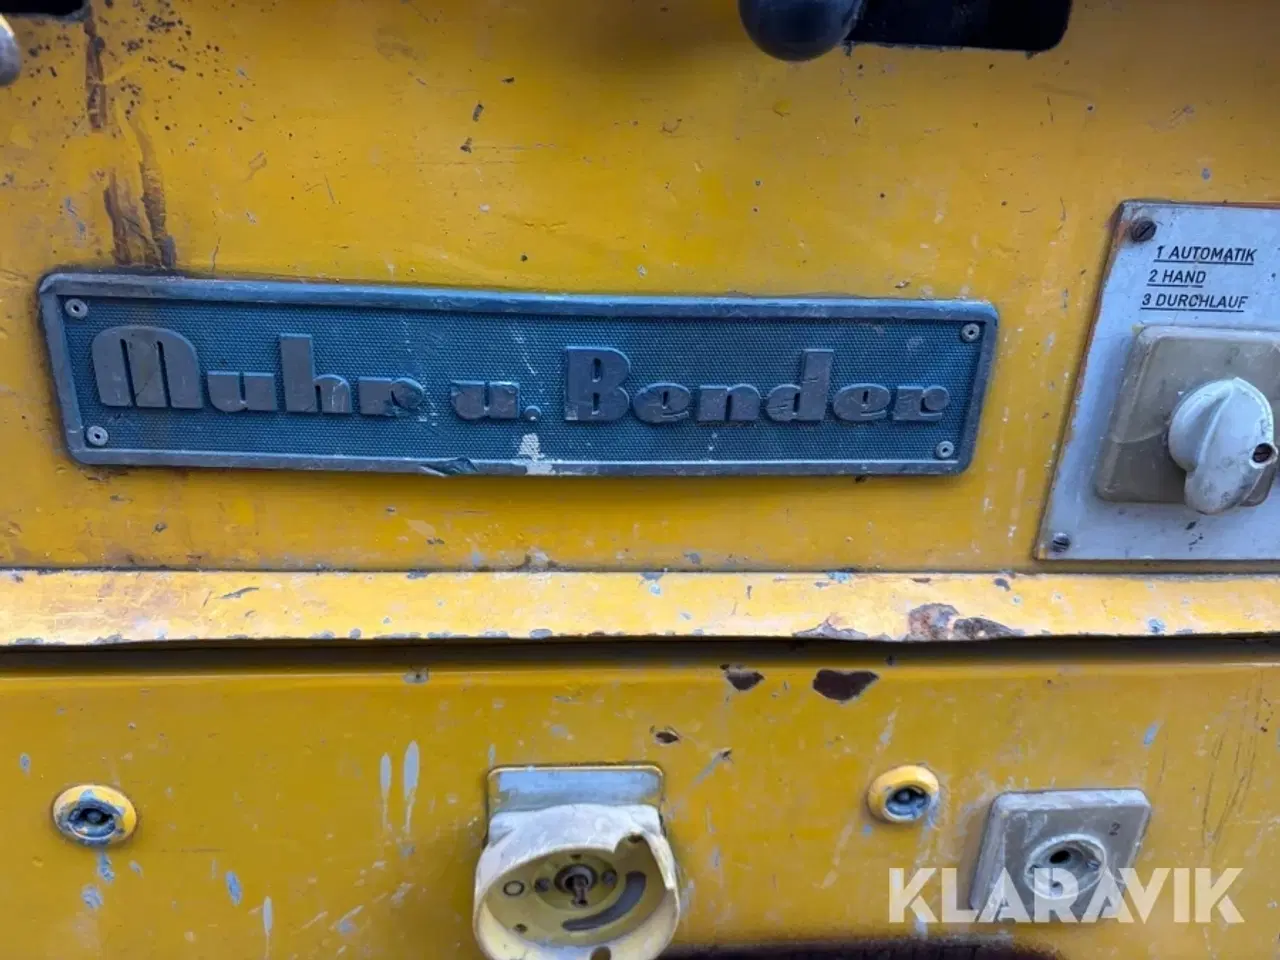 1 AUTOMATIK
2 HAND
3 DURCHLAUF
Muhr u. Bender
2
KLARAVIK